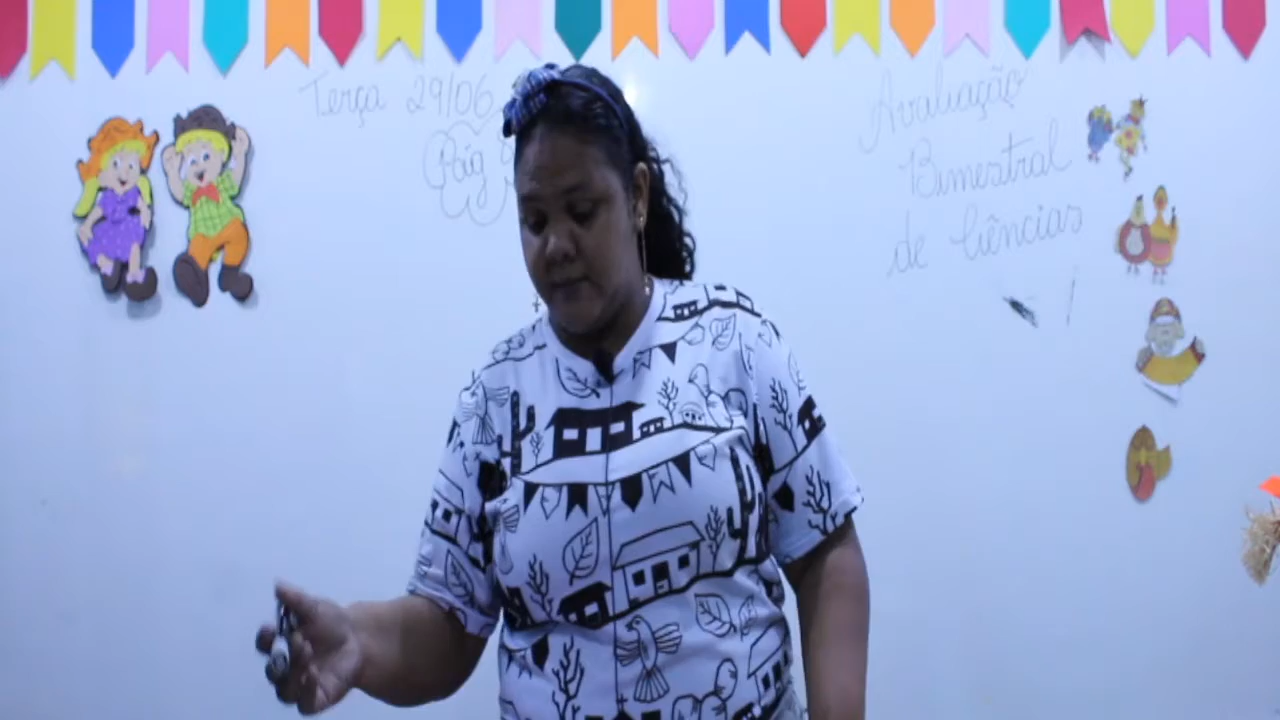 Terça 29/06
Pág
Avaliação
Bimestral
de Ciências